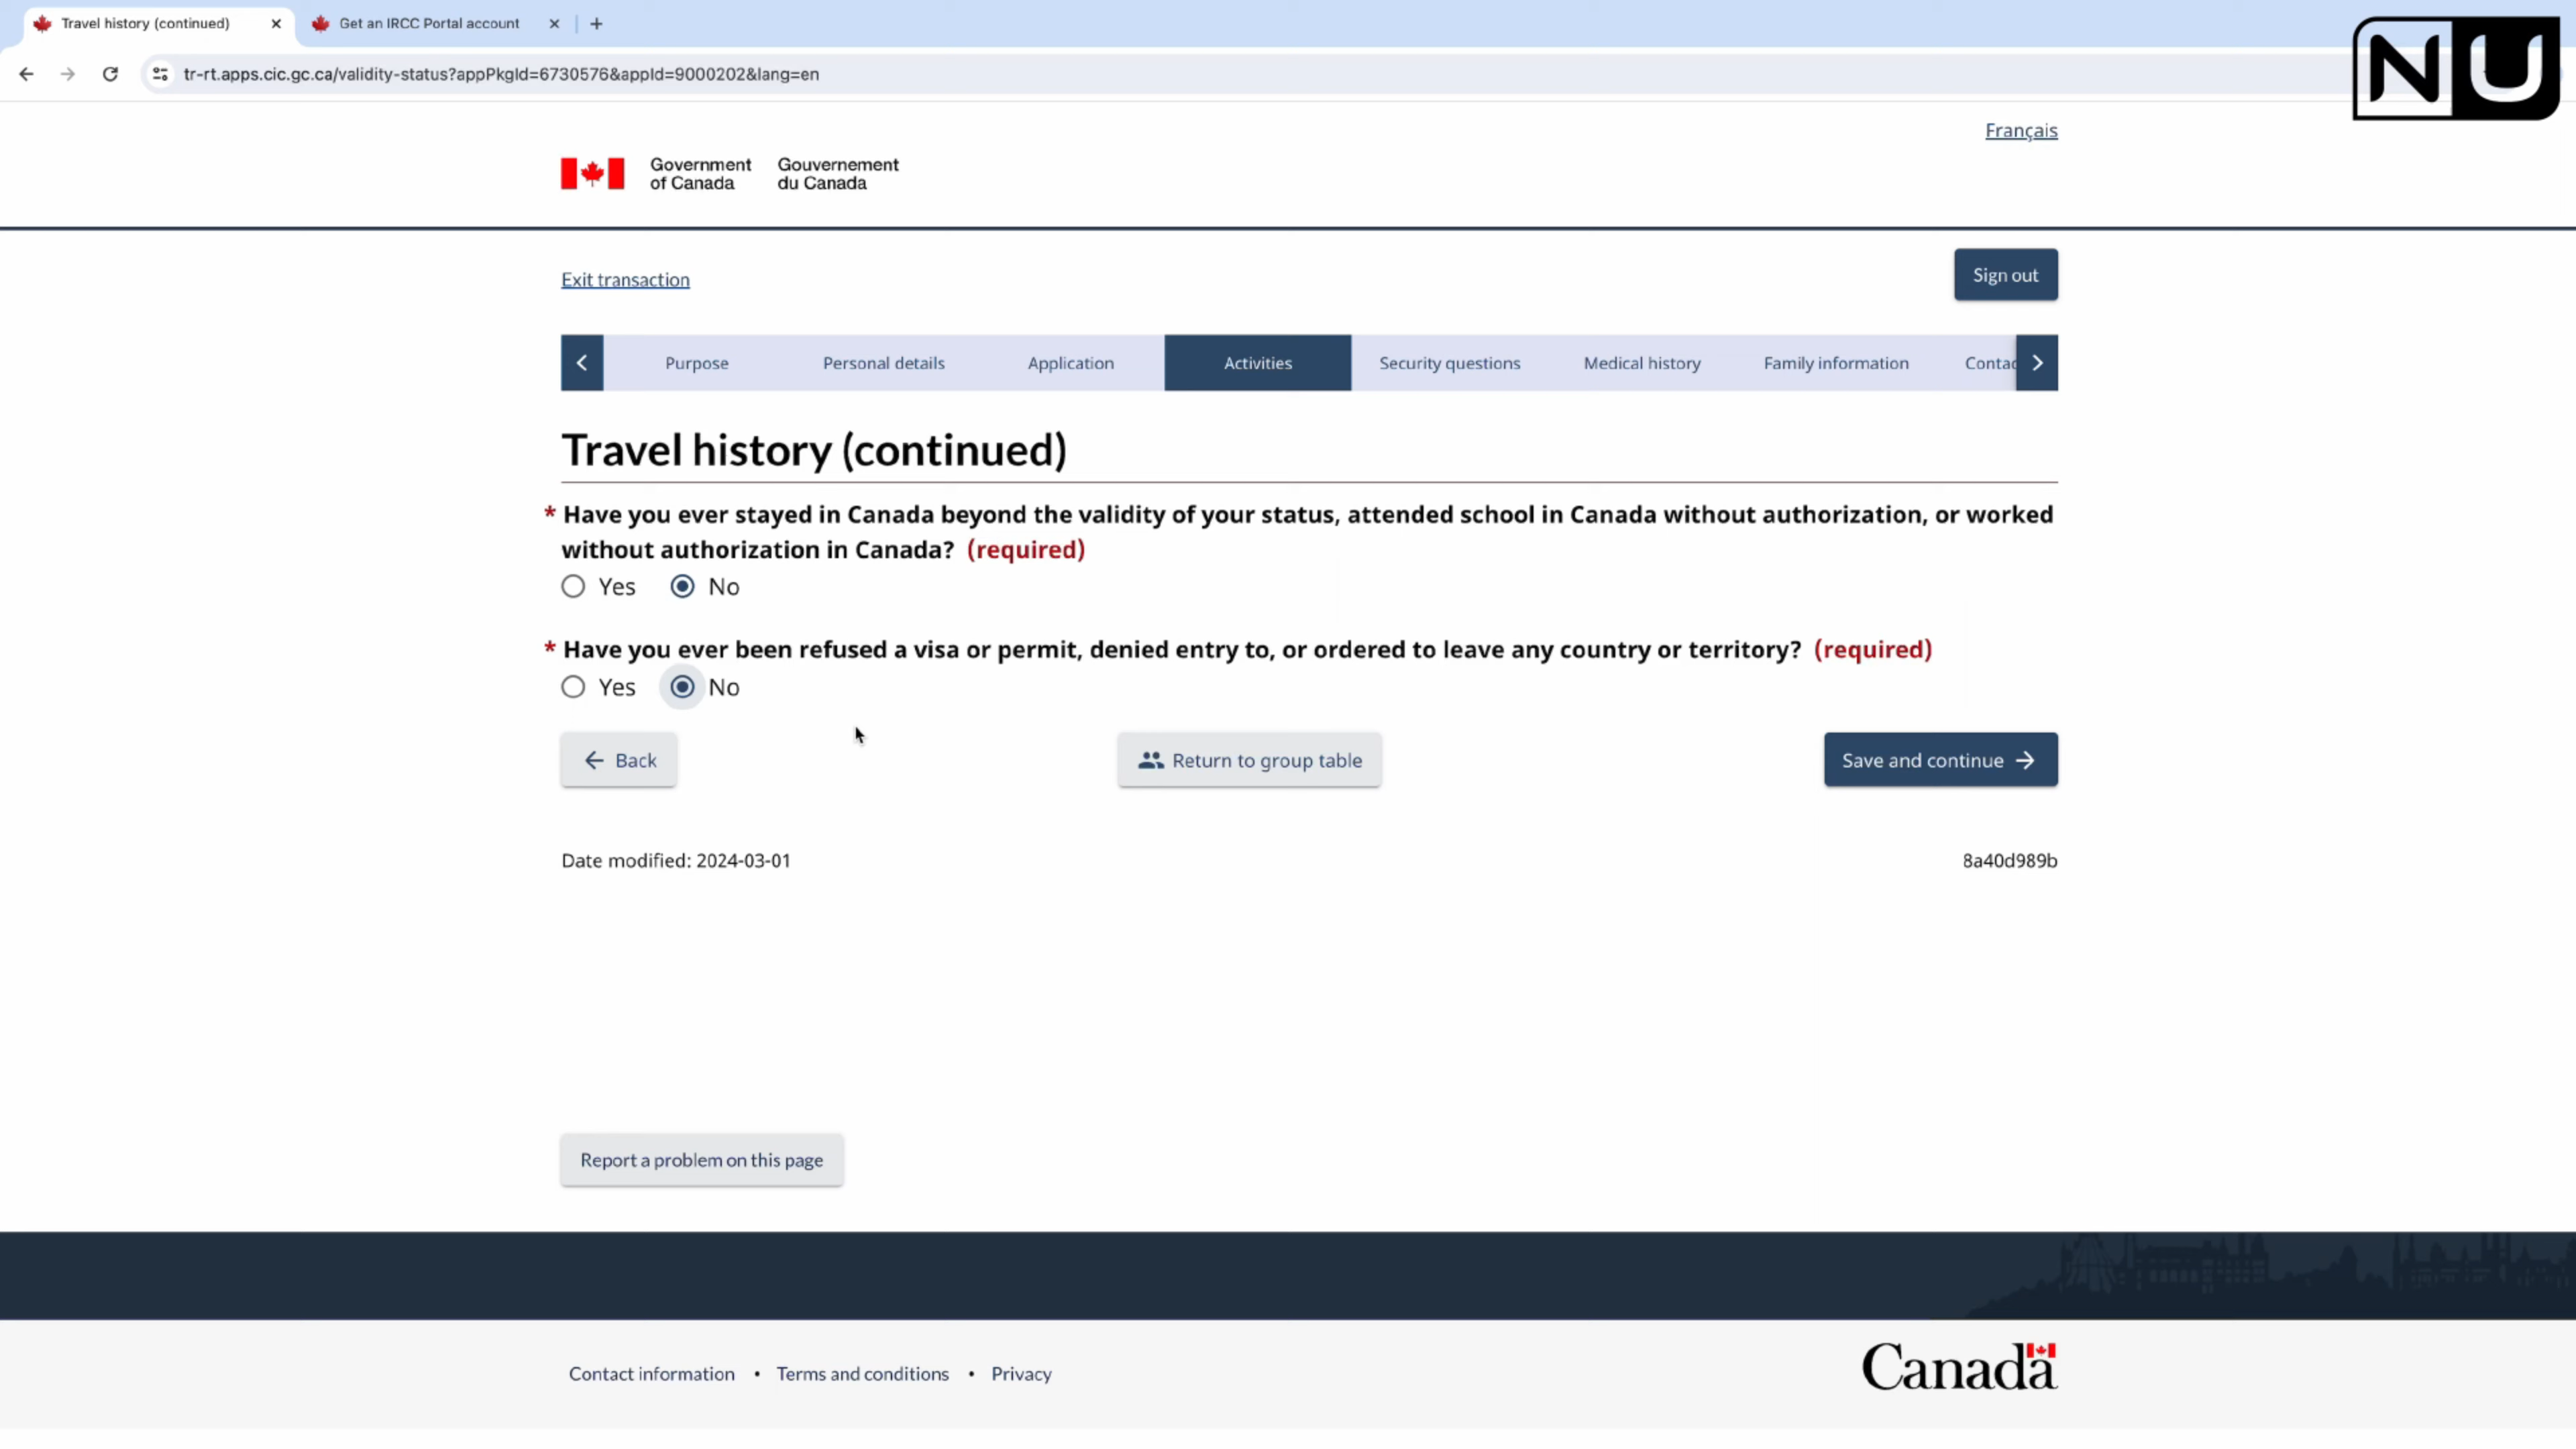 Travel history (continued)
Get an IRCC Portal account
NU
tr-rt.apps.cic.gc.ca/validity-status?appPkgId=6730576&appId=9000202&lang=en
Français
Government
of Canada
Gouvernement
du Canada
Exit transaction
Sign out
Purpose
Personal details
Application
Activities
Security questions
Medical history
Family information
Contac
Travel history (continued)
* Have you ever stayed in Canada beyond the validity of your status, attended school in Canada without authorization, or worked
without authorization in Canada? (required)
Yes No
* Have you ever been refused a visa or permit, denied entry to, or ordered to leave any country or territory? (required)
Yes No
Back
Return to group table
Save and continue
Date modified: 2024-03-01
8a40d989b
Report a problem on this page
Contact information • Terms and conditions • Privacy
Canada